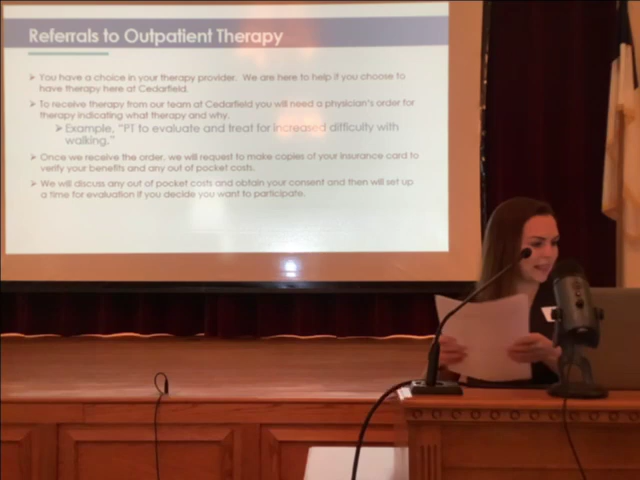 Referrals to Outpatient Therapy
➢ You have a choice in your therapy provider. We are here to help if you choose to
have therapy here at Cedarfield.
➢ To receive therapy from our team at Cedarfield you will need a physician's order for
therapy indicating what therapy and why.
➢ Example, "PT to evaluate and treat for increased difficulty with
walking."
➢ Once we receive the order, we will request to make copies of your insurance card to
verify your benefits and any out of pocket costs.
➢ We will discuss any out of pocket costs and obtain your consent and then will set up
a time for evaluation if you decide you want to participate.